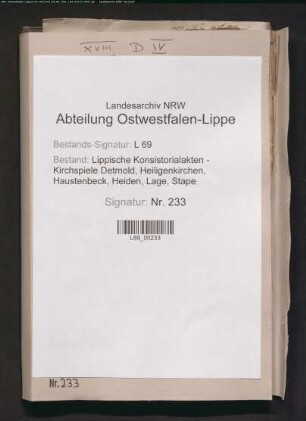 XVIII D IV
Landesarchiv NRW
Abteilung Ostwestfalen-Lippe
Bestands-Signatur: L 69
Bestand: Lippische Konsistorialakten -
Kirchspiele Detmold, Heiligenkirchen,
Haustenbeck, Heiden, Lage, Stape
Signatur: Nr. 233
L69_00233
Nr. 233